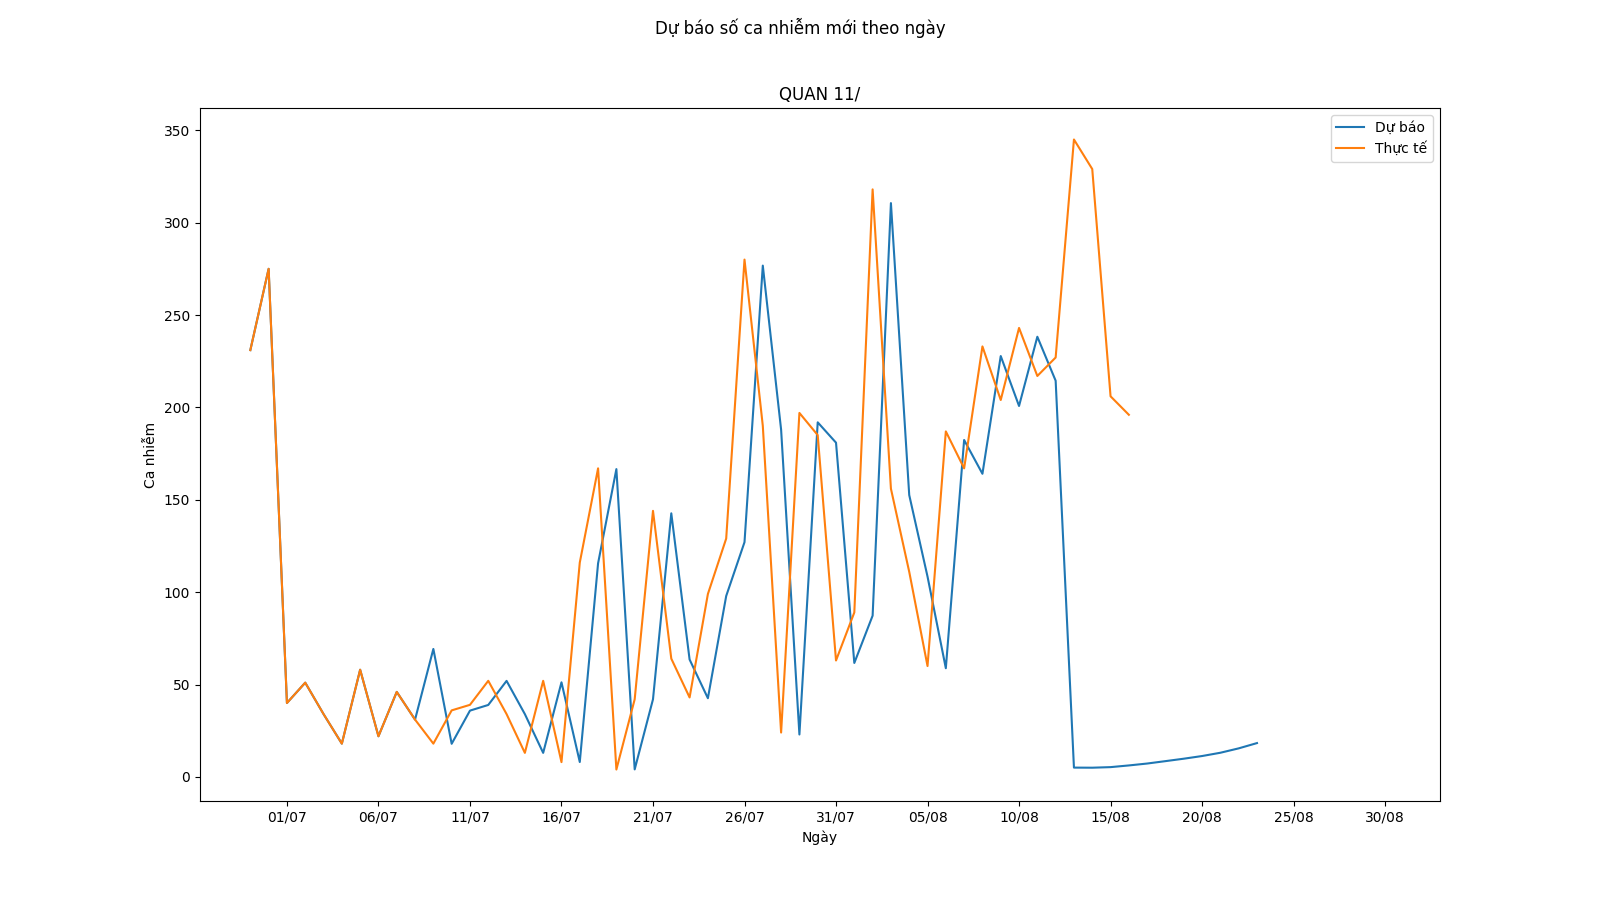 Dự báo số ca nhiễm mới theo ngày
QUAN 11/
Dự báo
Thực tế
350
300
250
200
150
100
50
0
Ca nhiễm
01/07 06/07 11/07 16/07 21/07 26/07 31/07 05/08 10/08 15/08 20/08 25/08 30/08
Ngày